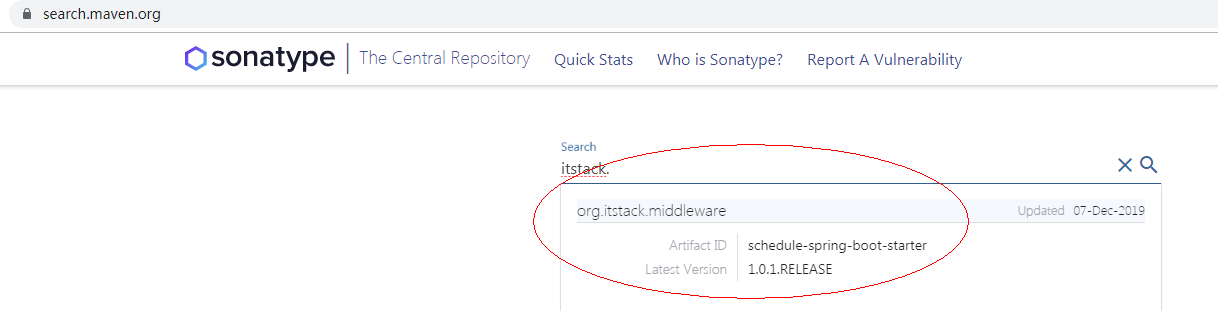 search.maven.org
sonatype The Central Repository Quick Stats Who is Sonatype? Report A Vulnerability
Search
itstack.
org.itstack.middleware Updated 07-Dec-2019
Artifact ID schedule-spring-boot-starter
Latest Version 1.0.1.RELEASE